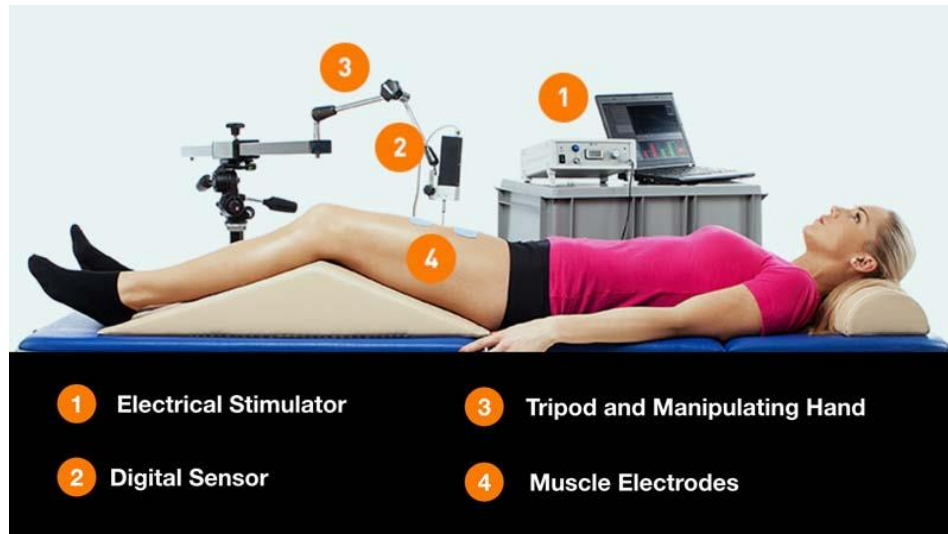 3
1
2
4
1 Electrical Stimulator
3 Tripod and Manipulating Hand
2 Digital Sensor
4 Muscle Electrodes